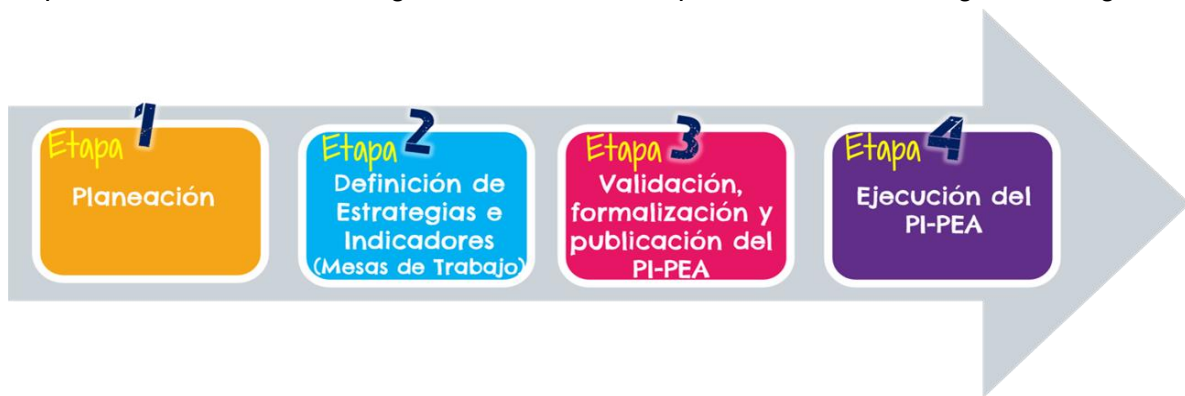 Etapa 1
Planeación
Etapa 2
Definición de
Estrategias e
Indicadores
(Mesas de Trabajo)
Etapa 3
Validación,
formalización y
publicación del
PI-PEA
Etapa 4
Ejecución del
PI-PEA